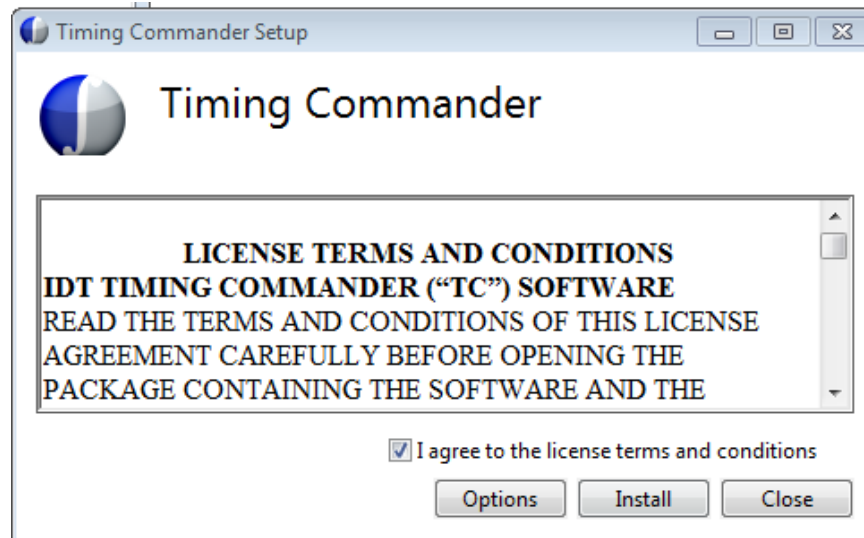 Timing Commander Setup
Timing Commander
LICENSE TERMS AND CONDITIONS
IDT TIMING COMMANDER (“TC”) SOFTWARE
READ THE TERMS AND CONDITIONS OF THIS LICENSE
AGREEMENT CAREFULLY BEFORE OPENING THE
PACKAGE CONTAINING THE SOFTWARE AND THE
I agree to the license terms and conditions
Options Install Close